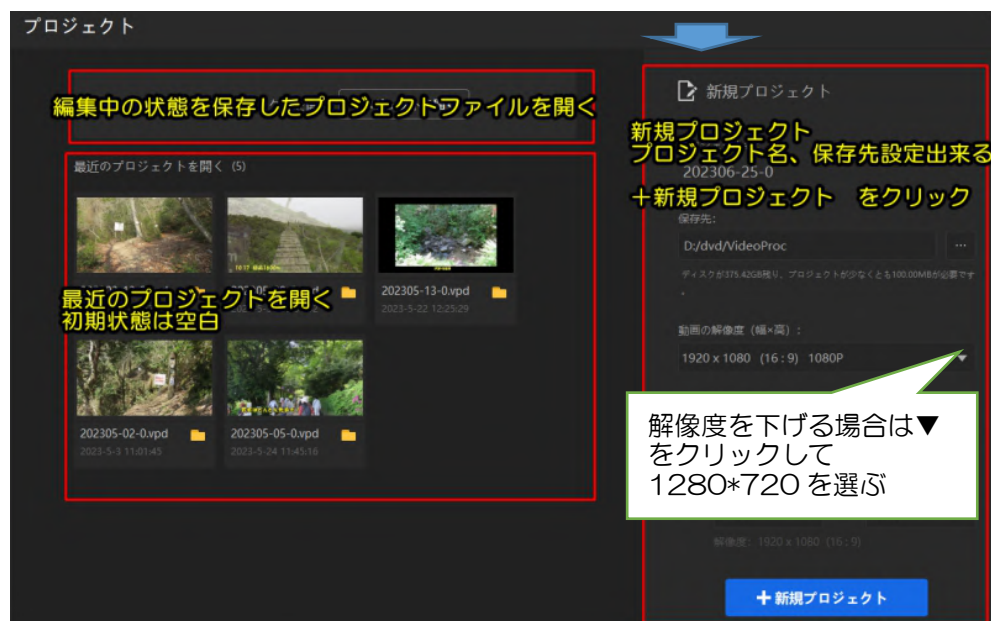 プロジェクト
編集中の状態を保存したプロジェクトファイルを開く
最近のプロジェクトを開く (5)
202305-13-0.vpd
2023-5-22 12:25:29
最近のプロジェクトを開く
初期状態は空白
202305-02-0.vpd
2023-5-3 11:01:45
202305-05-0.vpd
2023-5-24 11:45:16
新規プロジェクト
新規プロジェクト
プロジェクト名、保存先設定出来る
202306-25-0
+新規プロジェクト をクリック
保存先:
D:/dvd/VideoProc
...
ディスクが375.42GB残り、プロジェクトが少なくとも100.00MBが必要です
。
動画の解像度(幅×高):
1920 x 1080 (16:9) 1080P
解像度を下げる場合は▼
をクリックして
1280*720を選ぶ
解像度: 1920 x 1080 (16:9)
+新規プロジェクト